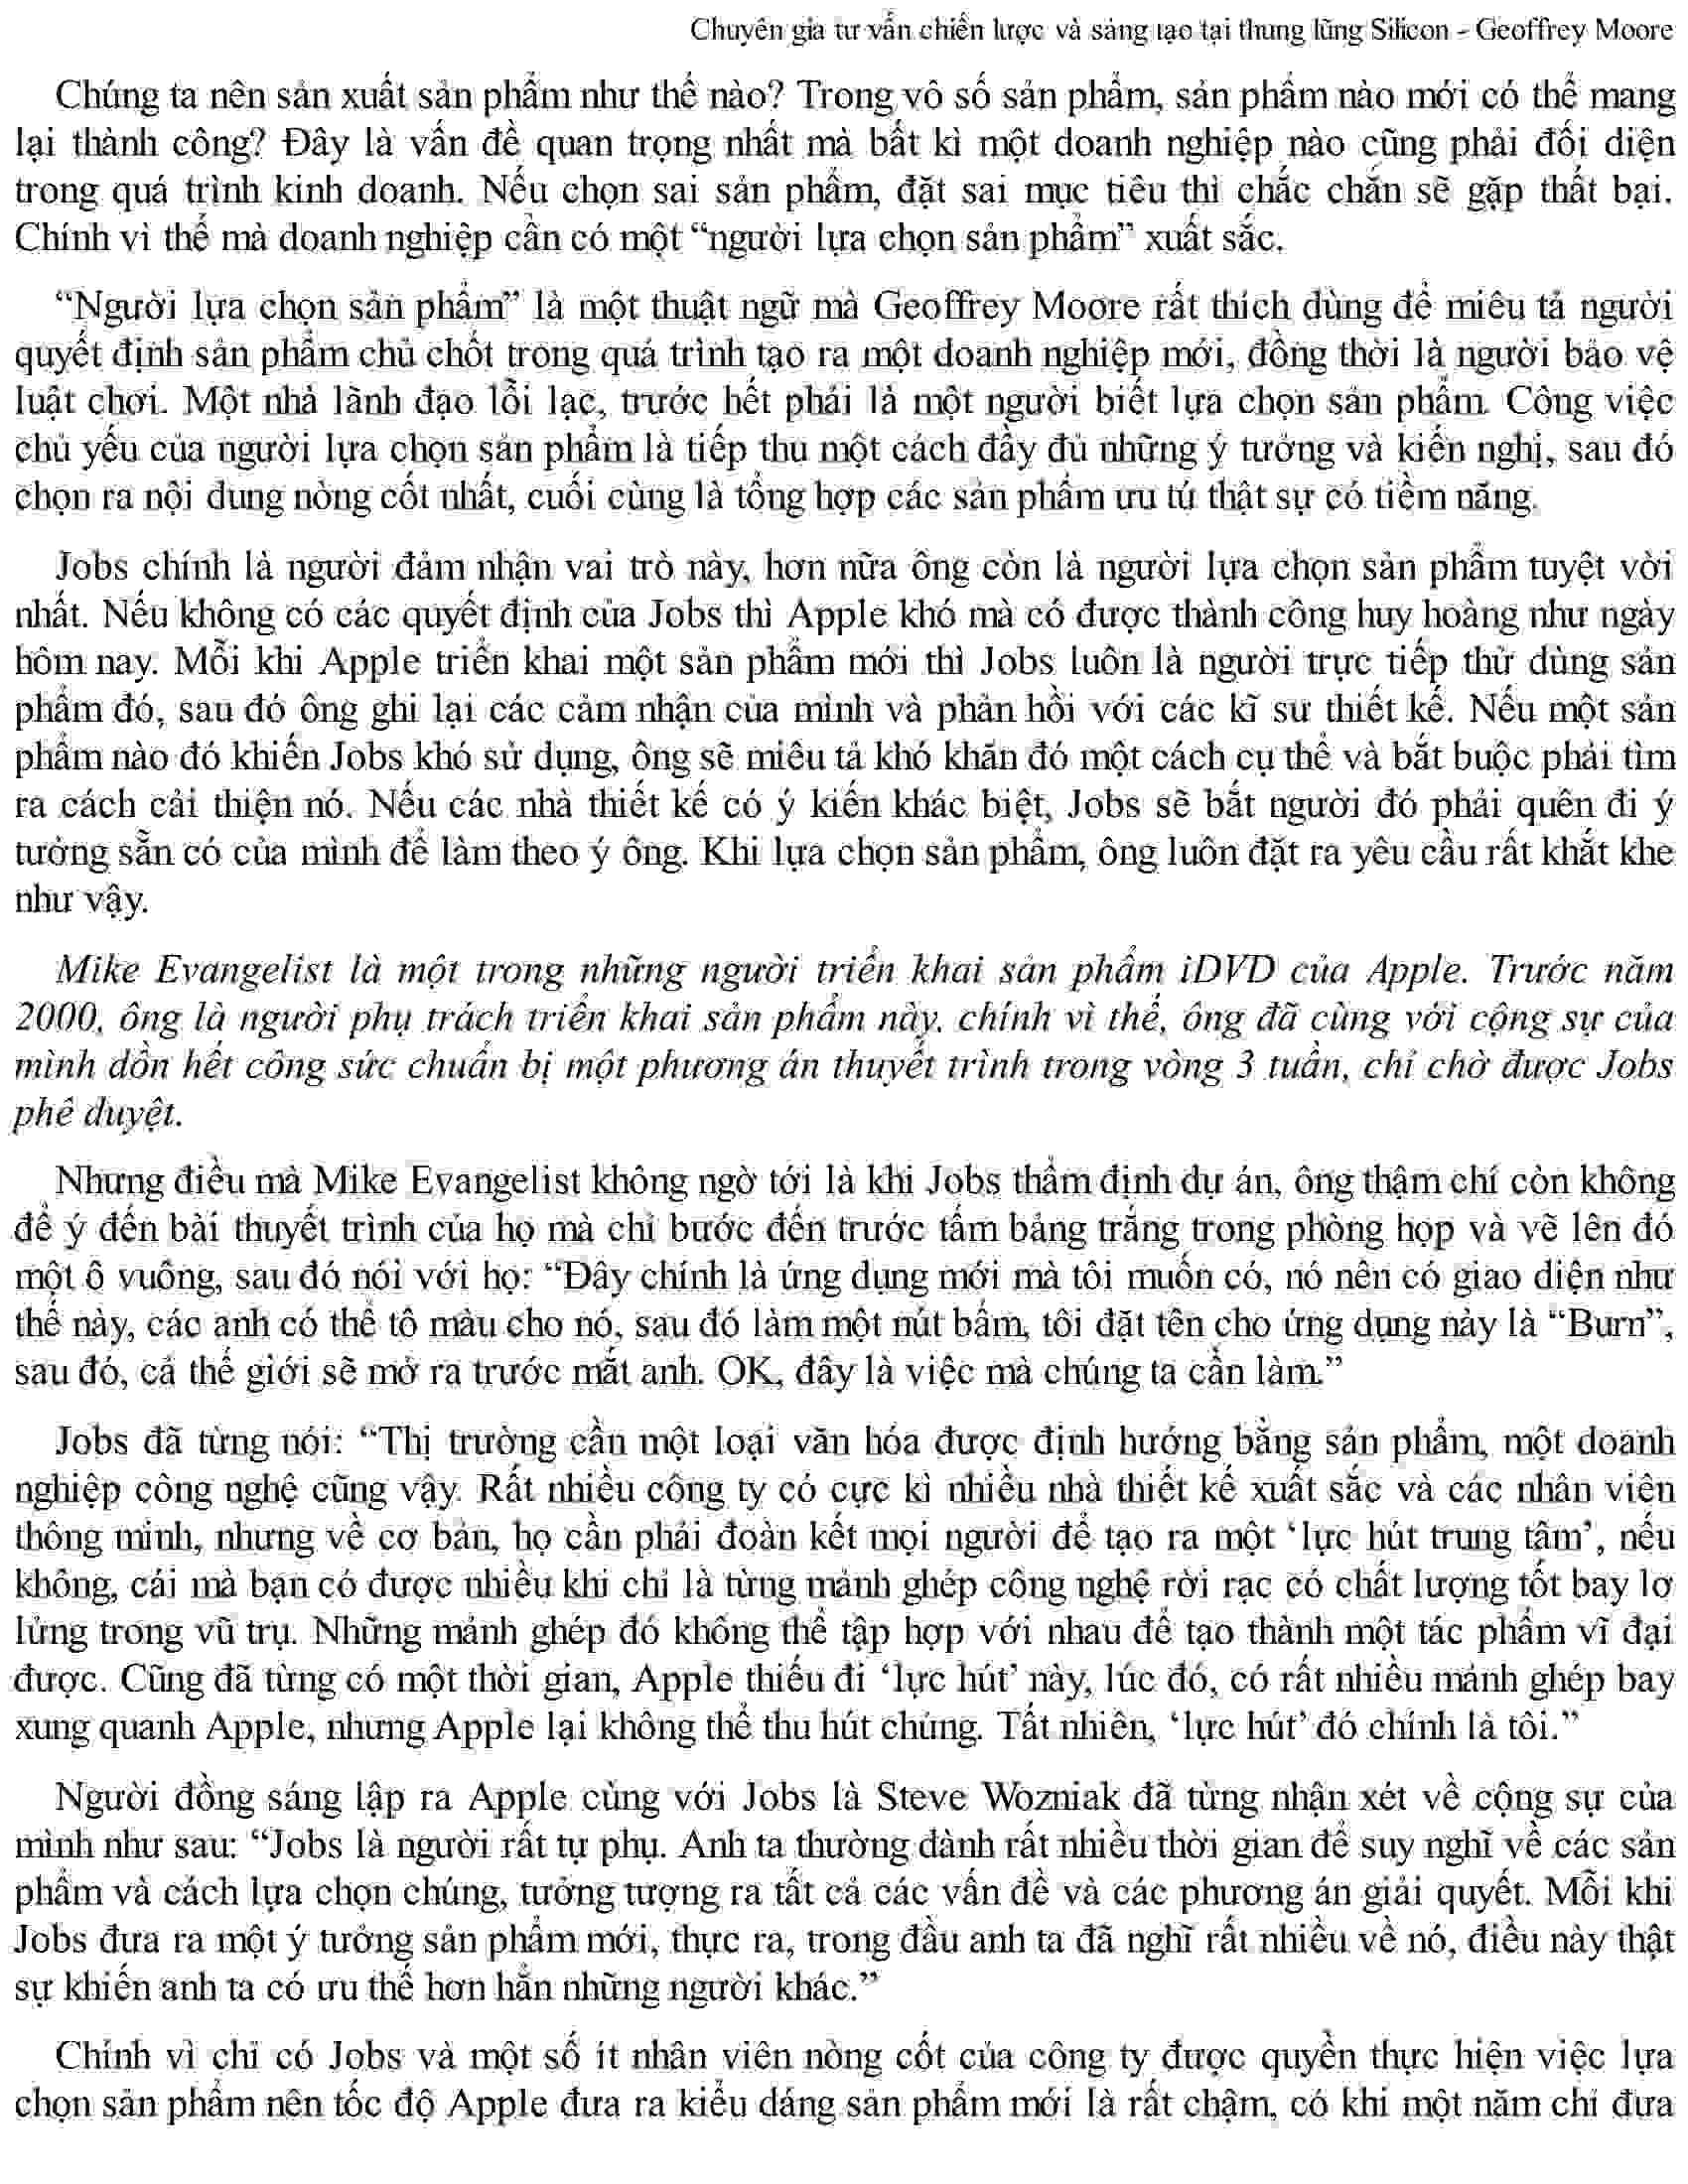 Chuyên gia tư vấn chiến lược và sáng tạo tại thung lũng Silicon - Geoffrey Moore
Chúng ta nên sản xuất sản phẩm như thế nào? Trong vô số sản phẩm, sản phẩm nào mới có thể mang
lại thành công? Đây là vấn đề quan trọng nhất mà bất kì một doanh nghiệp nào cũng phải đối diện
trong quá trình kinh doanh. Nếu chọn sai sản phẩm, đặt sai mục tiêu thì chắc chắn sẽ gặp thất bại.
Chính vì thế mà doanh nghiệp cần có một “người lựa chọn sản phẩm” xuất sắc.
“Người lựa chọn sản phẩm” là một thuật ngữ mà Geoffrey Moore rất thích dùng để miêu tả người
quyết định sản phẩm chủ chốt trong quá trình tạo ra một doanh nghiệp mới, đồng thời là người bảo vệ
luật chơi. Một nhà lãnh đạo lỗi lạc, trước hết phải là một người biết lựa chọn sản phẩm. Công việc
chủ yếu của người lựa chọn sản phẩm là tiếp thu một cách đầy đủ những ý tưởng và kiến nghị, sau đó
chọn ra nội dung nòng cốt nhất, cuối cùng là tổng hợp các sản phẩm ưu tú thật sự có tiềm năng.
Jobs chính là người đảm nhận vai trò này, hơn nữa ông còn là người lựa chọn sản phẩm tuyệt vời
nhất. Nếu không có các quyết định của Jobs thì Apple khó mà có được thành công huy hoàng như ngày
hôm nay. Mỗi khi Apple triển khai một sản phẩm mới thì Jobs luôn là người trực tiếp thử dùng sản
phẩm đó, sau đó ông ghi lại các cảm nhận của mình và phản hồi với các kĩ sư thiết kế. Nếu một sản
phẩm nào đó khiến Jobs khó sử dụng, ông sẽ miêu tả khó khăn đó một cách cụ thể và bắt buộc phải tìm
ra cách cải thiện nó. Nếu các nhà thiết kế có ý kiến khác biệt, Jobs sẽ bắt người đó phải quên đi ý
tưởng sẵn có của mình để làm theo ý ông. Khi lựa chọn sản phẩm, ông luôn đặt ra yêu cầu rất khắt khe
như vậy.
Mike Evangelist là một trong những người triển khai sản phẩm iDVD của Apple. Trước năm
2000, ông là người phụ trách triển khai sản phẩm này, chính vì thế, ông đã cùng với cộng sự của
mình dồn hết công sức chuẩn bị một phương án thuyết trình trong vòng 3 tuần, chỉ chờ được Jobs
phê duyệt.
Nhưng điều mà Mike Evangelist không ngờ tới là khi Jobs thẩm định dự án, ông thậm chí còn không
để ý đến bài thuyết trình của họ mà chỉ bước đến trước tấm bảng trắng trong phòng họp và vẽ lên đó
một ô vuông, sau đó nói với họ: “Đây chính là ứng dụng mới mà tôi muốn có, nó nên có giao diện như
thế này, các anh có thể tô màu cho nó, sau đó làm một nút bấm, tôi đặt tên cho ứng dụng này là “Burn”,
sau đó, cả thế giới sẽ mở ra trước mắt anh. OK, đây là việc mà chúng ta cần làm.”
Jobs đã từng nói: “Thị trường cần một loại văn hóa được định hướng bằng sản phẩm, một doanh
nghiệp công nghệ cũng vậy. Rất nhiều công ty có cực kì nhiều nhà thiết kế xuất sắc và các nhân viên
thông minh, nhưng về cơ bản, họ cần phải đoàn kết mọi người để tạo ra một ‘lực hút trung tâm’, nếu
không, cái mà bạn có được nhiều khi chỉ là từng mảnh ghép công nghệ rời rạc có chất lượng tốt bay lơ
lửng trong vũ trụ. Những mảnh ghép đó không thể tập hợp với nhau để tạo thành một tác phẩm vĩ đại
được. Cũng đã từng có một thời gian, Apple thiếu đi ‘lực hút’ này, lúc đó, có rất nhiều mảnh ghép bay
xung quanh Apple, nhưng Apple lại không thể thu hút chúng. Tất nhiên, ‘lực hút’ đó chính là tôi.”
Người đồng sáng lập ra Apple cùng với Jobs là Steve Wozniak đã từng nhận xét về cộng sự của
mình như sau: “Jobs là người rất tự phụ. Anh ta thường dành rất nhiều thời gian để suy nghĩ về các sản
phẩm và cách lựa chọn chúng, tưởng tượng ra tất cả các vấn đề và các phương án giải quyết. Mỗi khi
Jobs đưa ra một ý tưởng sản phẩm mới, thực ra, trong đầu anh ta đã nghĩ rất nhiều về nó, điều này thật
sự khiến anh ta có ưu thế hơn hẳn những người khác.”
Chính vì chỉ có Jobs và một số ít nhân viên nòng cốt của công ty được quyền thực hiện việc lựa
chọn sản phẩm nên tốc độ Apple đưa ra kiểu dáng sản phẩm mới là rất chậm, có khi một năm chỉ đưa